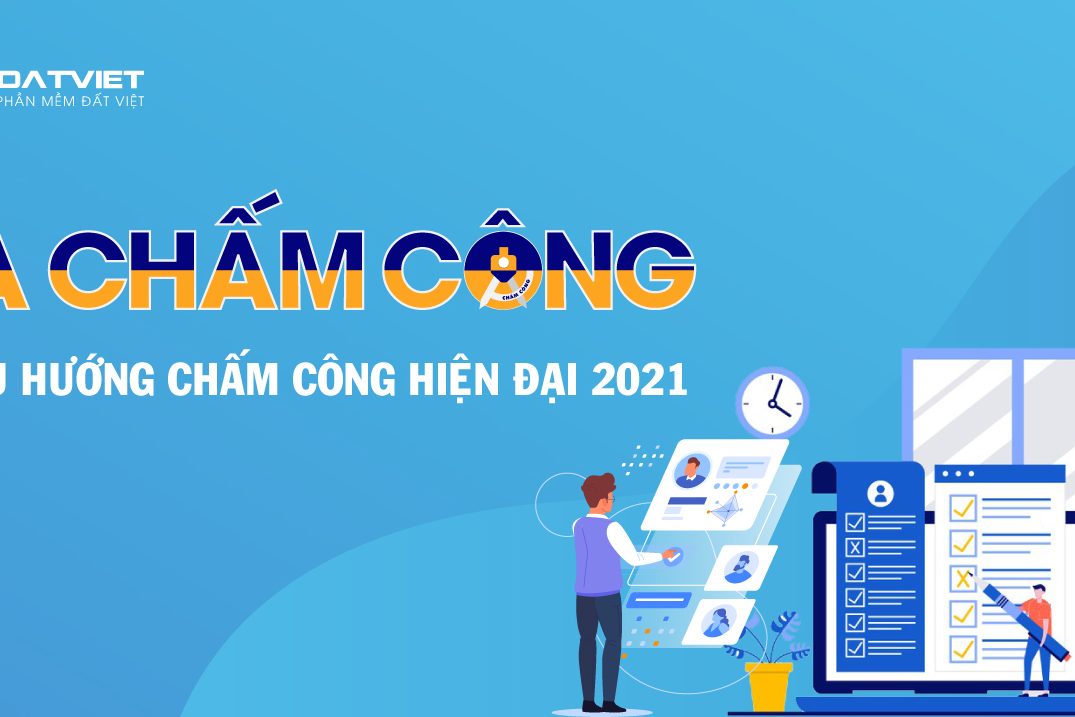 DATVIET
PHẦN MỀM ĐẤT VIỆT
A CHẤM CÔNG
CHẤM CÔNG
U HƯỚNG CHẤM CÔNG HIỆN ĐẠI 2021